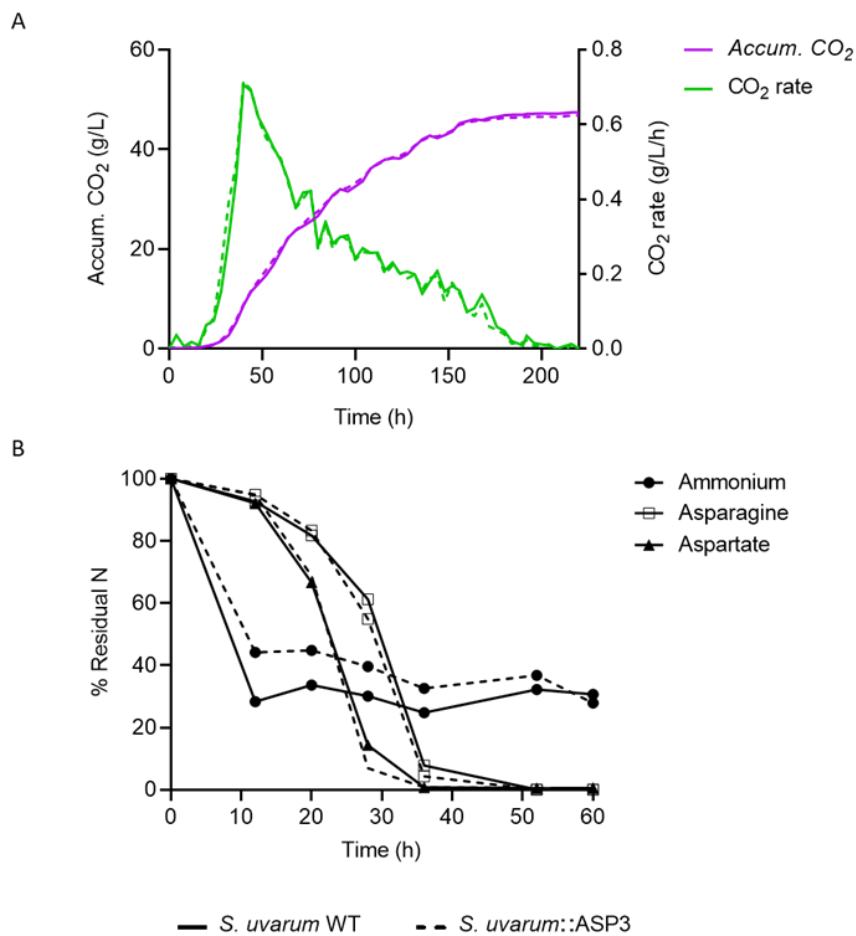 A
60
40
20
0
Accum. CO2 (g/L)
0.8
0.6
0.4
0.2
0.0
CO2 rate (g/L/h)
Accum. CO2
CO2 rate
0 50 100 150 200
Time (h)
B
100
80
60
40
20
0
% Residual N
Ammonium
Asparagine
Aspartate
0 10 20 30 40 50 60
Time (h)
S. uvarum WT
S. uvarum::ASP3